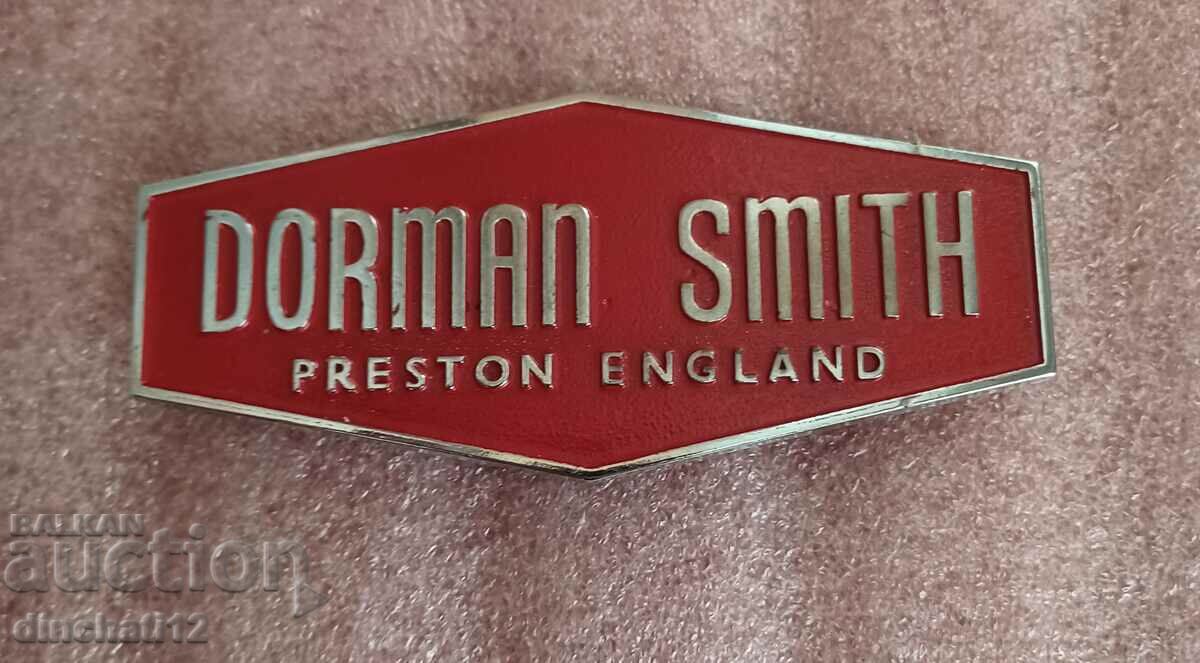 DORMAN SMITH
PRESTON ENGLAND
BALKAN
auction
dinchati12